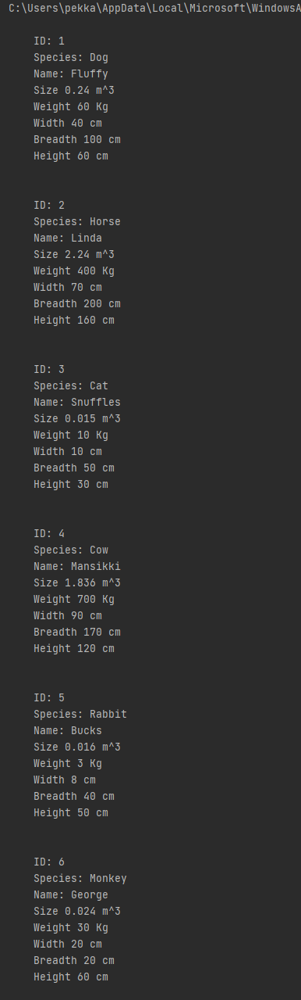 C:\Users\pekka\AppData\Local\Microsoft\WindowsA
ID: 1
Species: Dog
Name: Fluffy
Size 0.24 m^3
Weight 60 Kg
Width 40 cm
Breadth 100 cm
Height 60 cm
ID: 2
Species: Horse
Name: Linda
Size 2.24 m^3
Weight 400 Kg
Width 70 cm
Breadth 200 cm
Height 160 cm
ID: 3
Species: Cat
Name: Snuffles
Size 0.015 m^3
Weight 10 Kg
Width 10 cm
Breadth 50 cm
Height 30 cm
ID: 4
Species: Cow
Name: Mansikki
Size 1.836 m^3
Weight 700 Kg
Width 90 cm
Breadth 170 cm
Height 120 cm
ID: 5
Species: Rabbit
Name: Bucks
Size 0.016 m^3
Weight 3 Kg
Width 8 cm
Breadth 40 cm
Height 50 cm
ID: 6
Species: Monkey
Name: George
Size 0.024 m^3
Weight 30 Kg
Width 20 cm
Breadth 20 cm
Height 60 cm